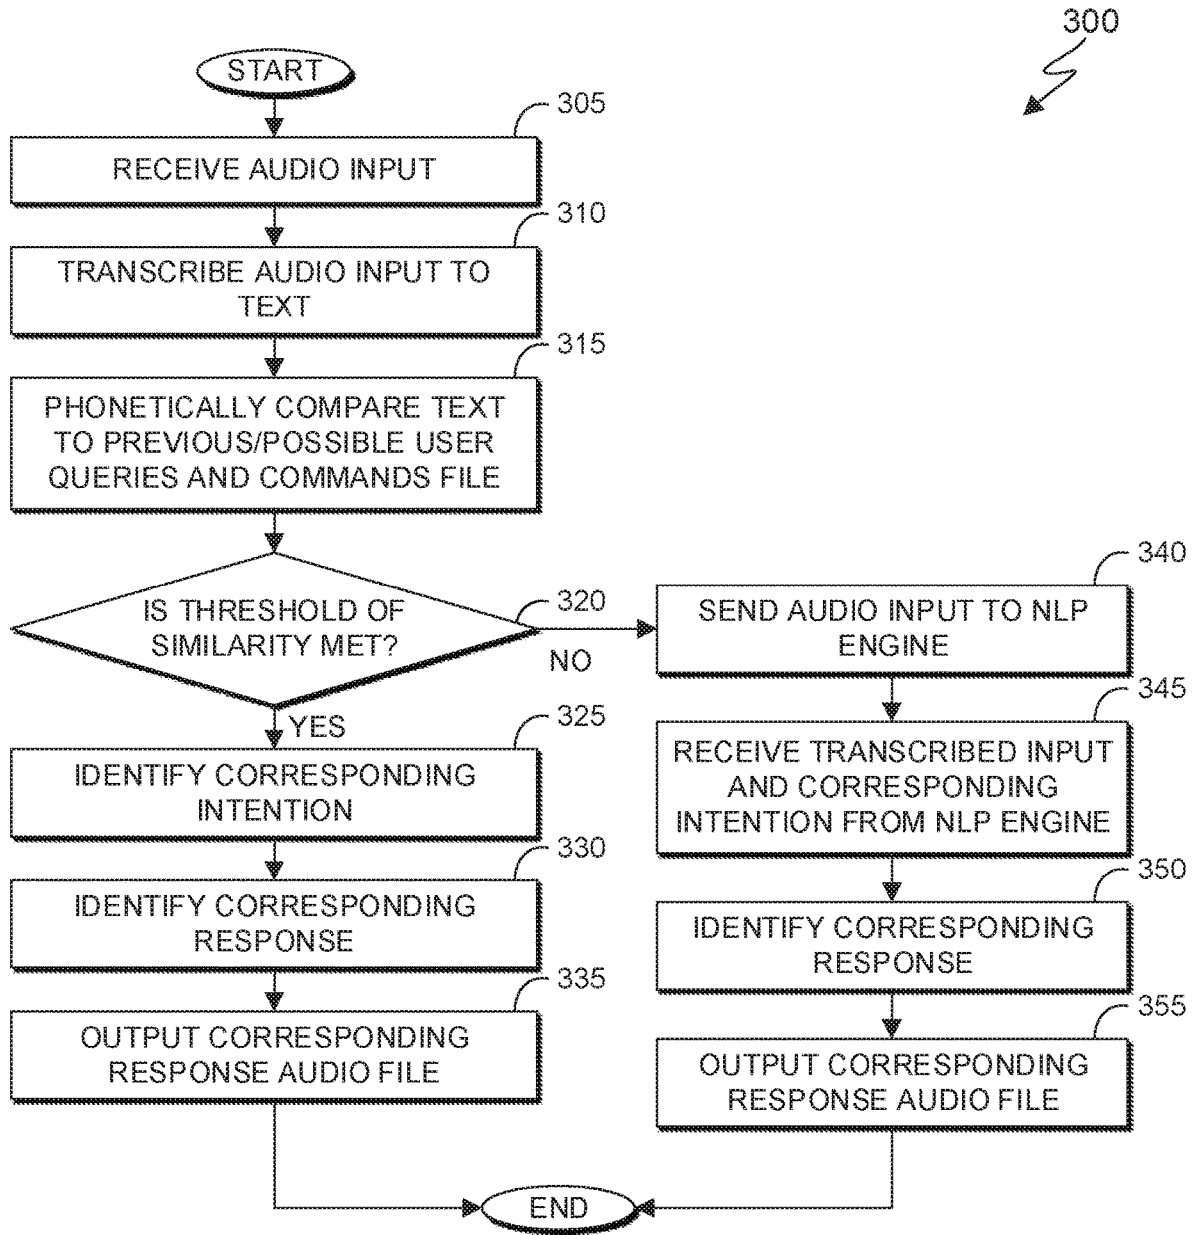 300
START
305
RECEIVE AUDIO INPUT
310
TRANSCRIBE AUDIO INPUT TO
TEXT
315
PHONETICALLY COMPARE TEXT
TO PREVIOUS/POSSIBLE USER
QUERIES AND COMMANDS FILE
IS THRESHOLD OF
SIMILARITY MET?
320
NO
YES
325
IDENTIFY CORRESPONDING
INTENTION
330
IDENTIFY CORRESPONDING
RESPONSE
335
OUTPUT CORRESPONDING
RESPONSE AUDIO FILE
340
SEND AUDIO INPUT TO NLP
ENGINE
345
RECEIVE TRANSCRIBED INPUT
AND CORRESPONDING
INTENTION FROM NLP ENGINE
350
IDENTIFY CORRESPONDING
RESPONSE
355
OUTPUT CORRESPONDING
RESPONSE AUDIO FILE
END